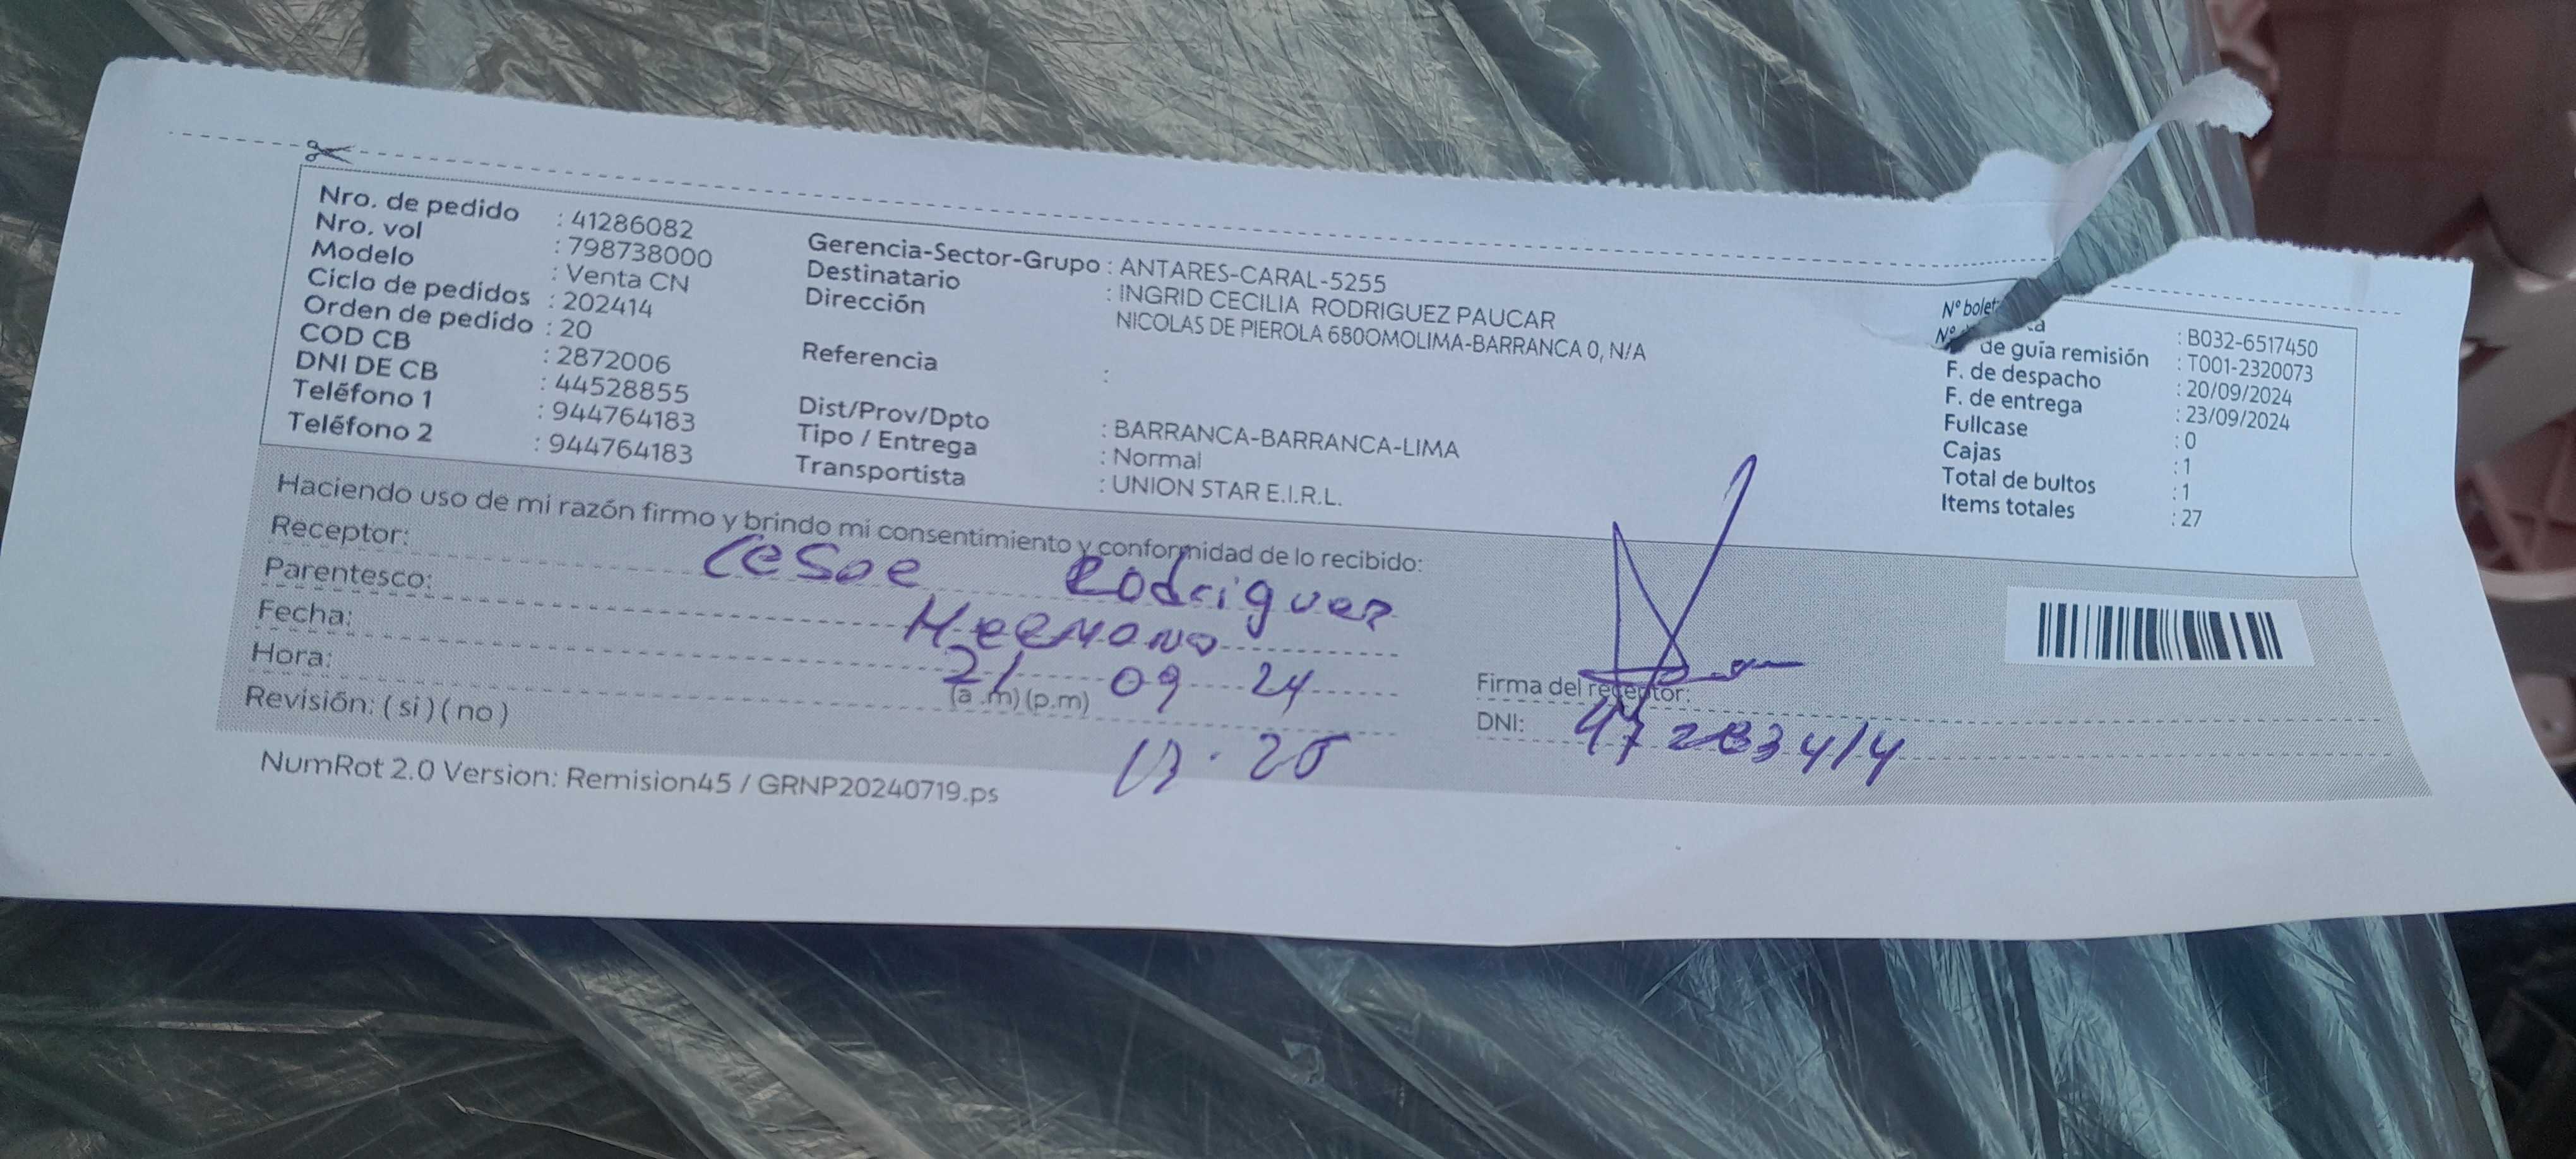 Nro. de pedido : 41286082
Nro. vol : 798738000
Modelo : Venta CN
Ciclo de pedidos : 202414
Orden de pedido : 20
COD CB : 2872006
DNI DE CB : 44528855
Teléfono 1 : 944764183
Teléfono 2 : 944764183
Gerencia-Sector-Grupo : ANTARES-CARAL-5255
Destinatario : INGRID CECILIA RODRIGUEZ PAUCAR
Dirección NICOLAS DE PIEROLA 680OMOLIMA-BARRANCA 0, N/A
Referencia :
Dist/Prov/Dpto : BARRANCA-BARRANCA-LIMA
Tipo / Entrega : Normal
Transportista : UNION STAR E.I.R.L.
Nº : B032-6517450
de guía remisión : T001-2320073
F. de despacho : 20/09/2024
F. de entrega : 23/09/2024
Fullcase : 0
Cajas : 1
Total de bultos : 1
Items totales : 27
Haciendo uso de mi razón firmo y brindo mi consentimiento y conformidad de lo recibido:
Receptor: Rodriguez
Parentesco: Hermano
Fecha: 21 09 24
Hora: (a .m) (p.m)
Revisión: ( si ) ( no )
Firma del receptor:
DNI:
NumRot 2.0 Version: Remision45 / GRNP20240719.ps